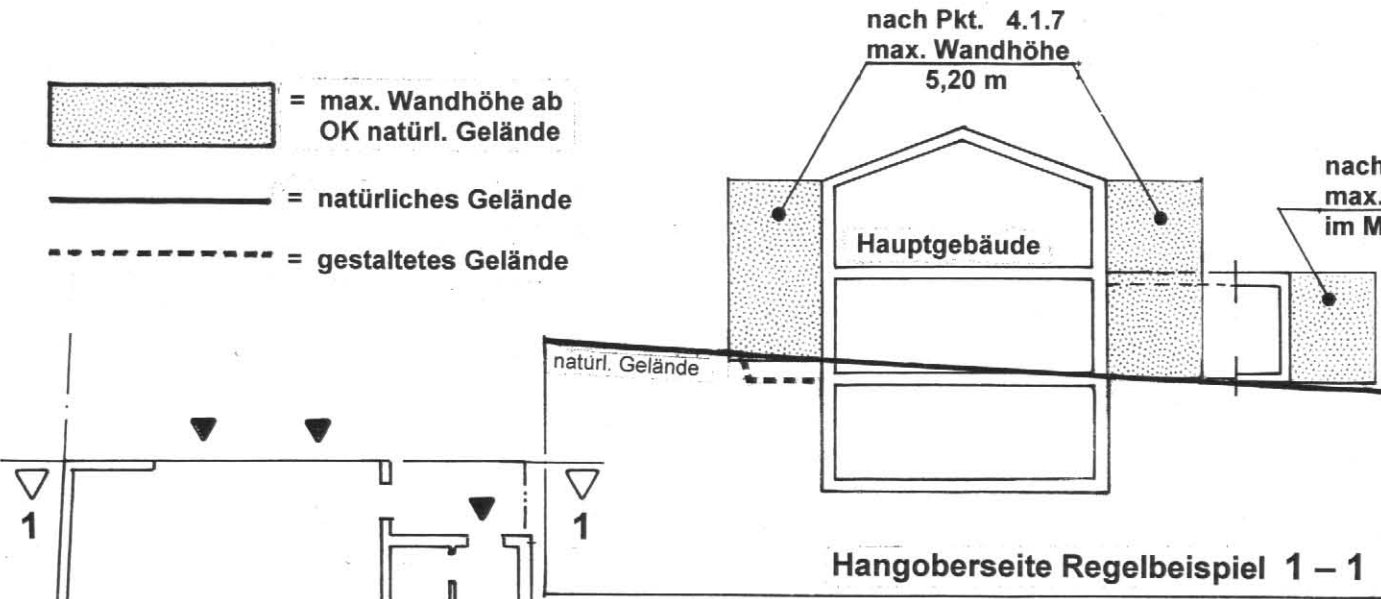 nach Pkt. 4.1.7
max. Wandhöhe
5,20 m
= max. Wandhöhe ab
OK natürl. Gelände
= natürliches Gelände
= gestaltetes Gelände
nach
max.
im M
Hauptgebäude
natürl. Gelände
1
1
Hangoberseite Regelbeispiel 1 – 1